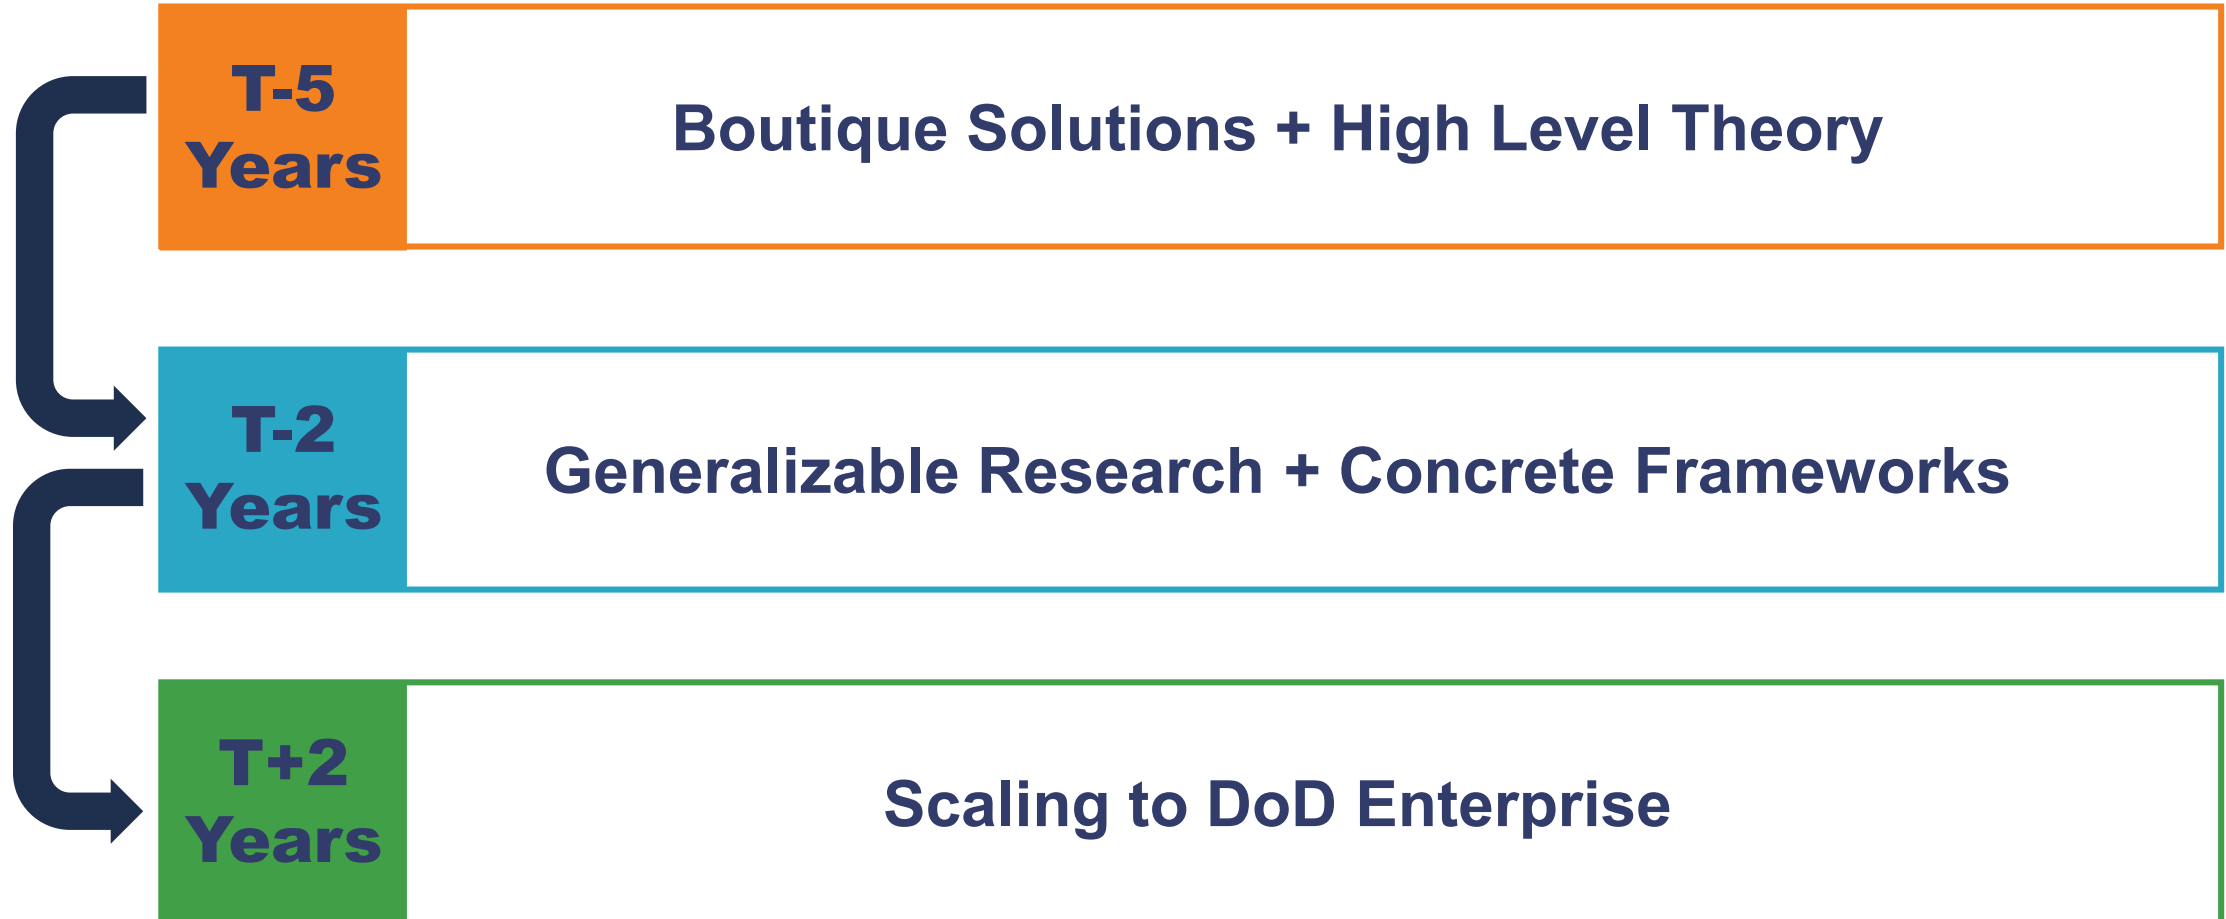 T-5
Years
Boutique Solutions + High Level Theory
T-2
Years
Generalizable Research + Concrete Frameworks
T+2
Years
Scaling to DoD Enterprise